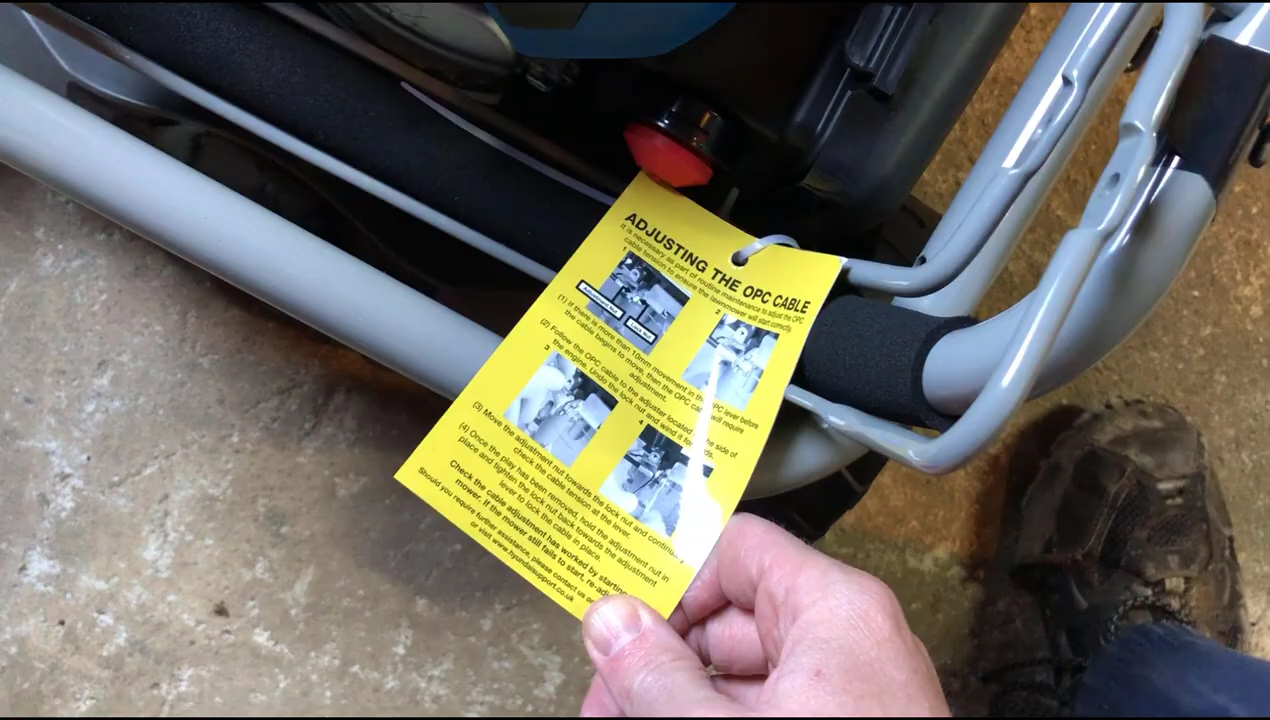 ADJUSTING THE OPC CABLE
It is necessary as part of routine maintenance to adjust the OPC
cable tension to ensure the lawnmower will start correctly.
1
2
Adjustment Nut
Lock Nut
(1) If there is more than 10mm movement in the OPC lever before
the cable begins to move, then the OPC cable will require
adjustment.
(2) Follow the OPC cable to the adjuster located the side of
the engine. Undo the lock nut and wind it
3
4
(3) Move the adjustment nut towards the lock nut and continue
check the cable tension at the lever.
(4) Once the play has been removed, hold the adjustment nut in
place and tighten the lock nut back towards the adjustment
lever to lock the cable in place.
Check the cable adjustment has worked by starting
mower. If the mower still fails to start,
Should you require further assistance, please contact us
or visit www.hyundaisupport.co.uk